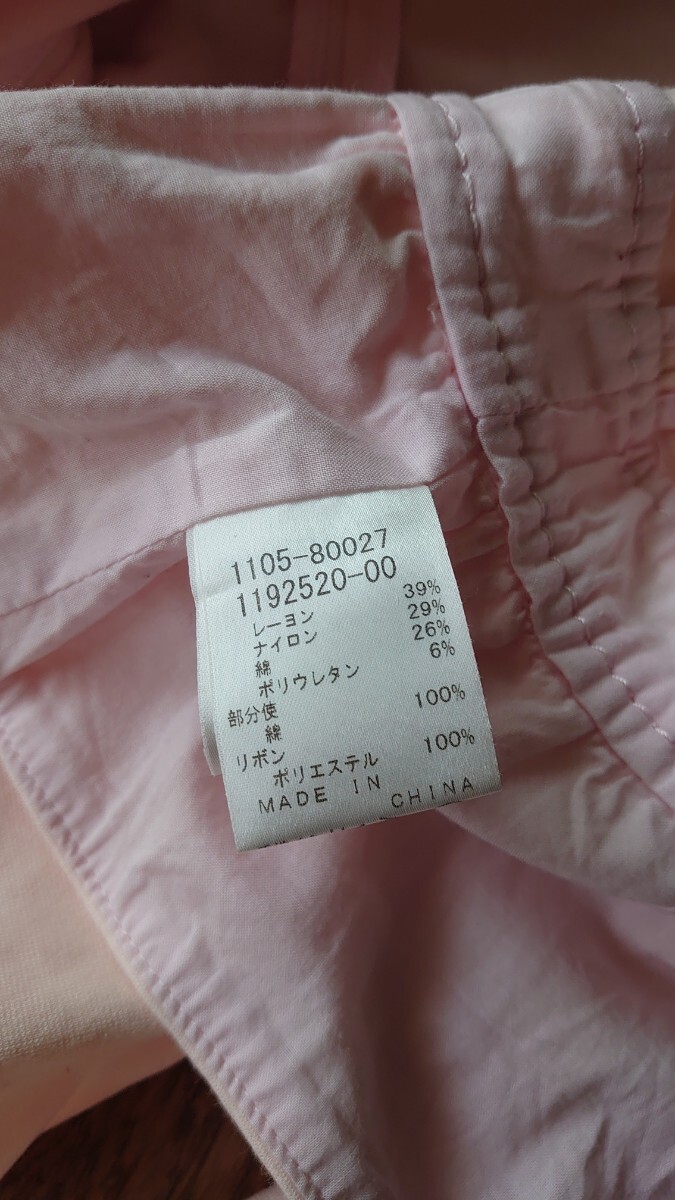 1105-80027
1192520-00
レーヨン 39%
ナイロン 29%
綿 26%
ポリウレタン 6%
部分使
綿 100%
リボン
ポリエステル 100%
MADE IN CHINA